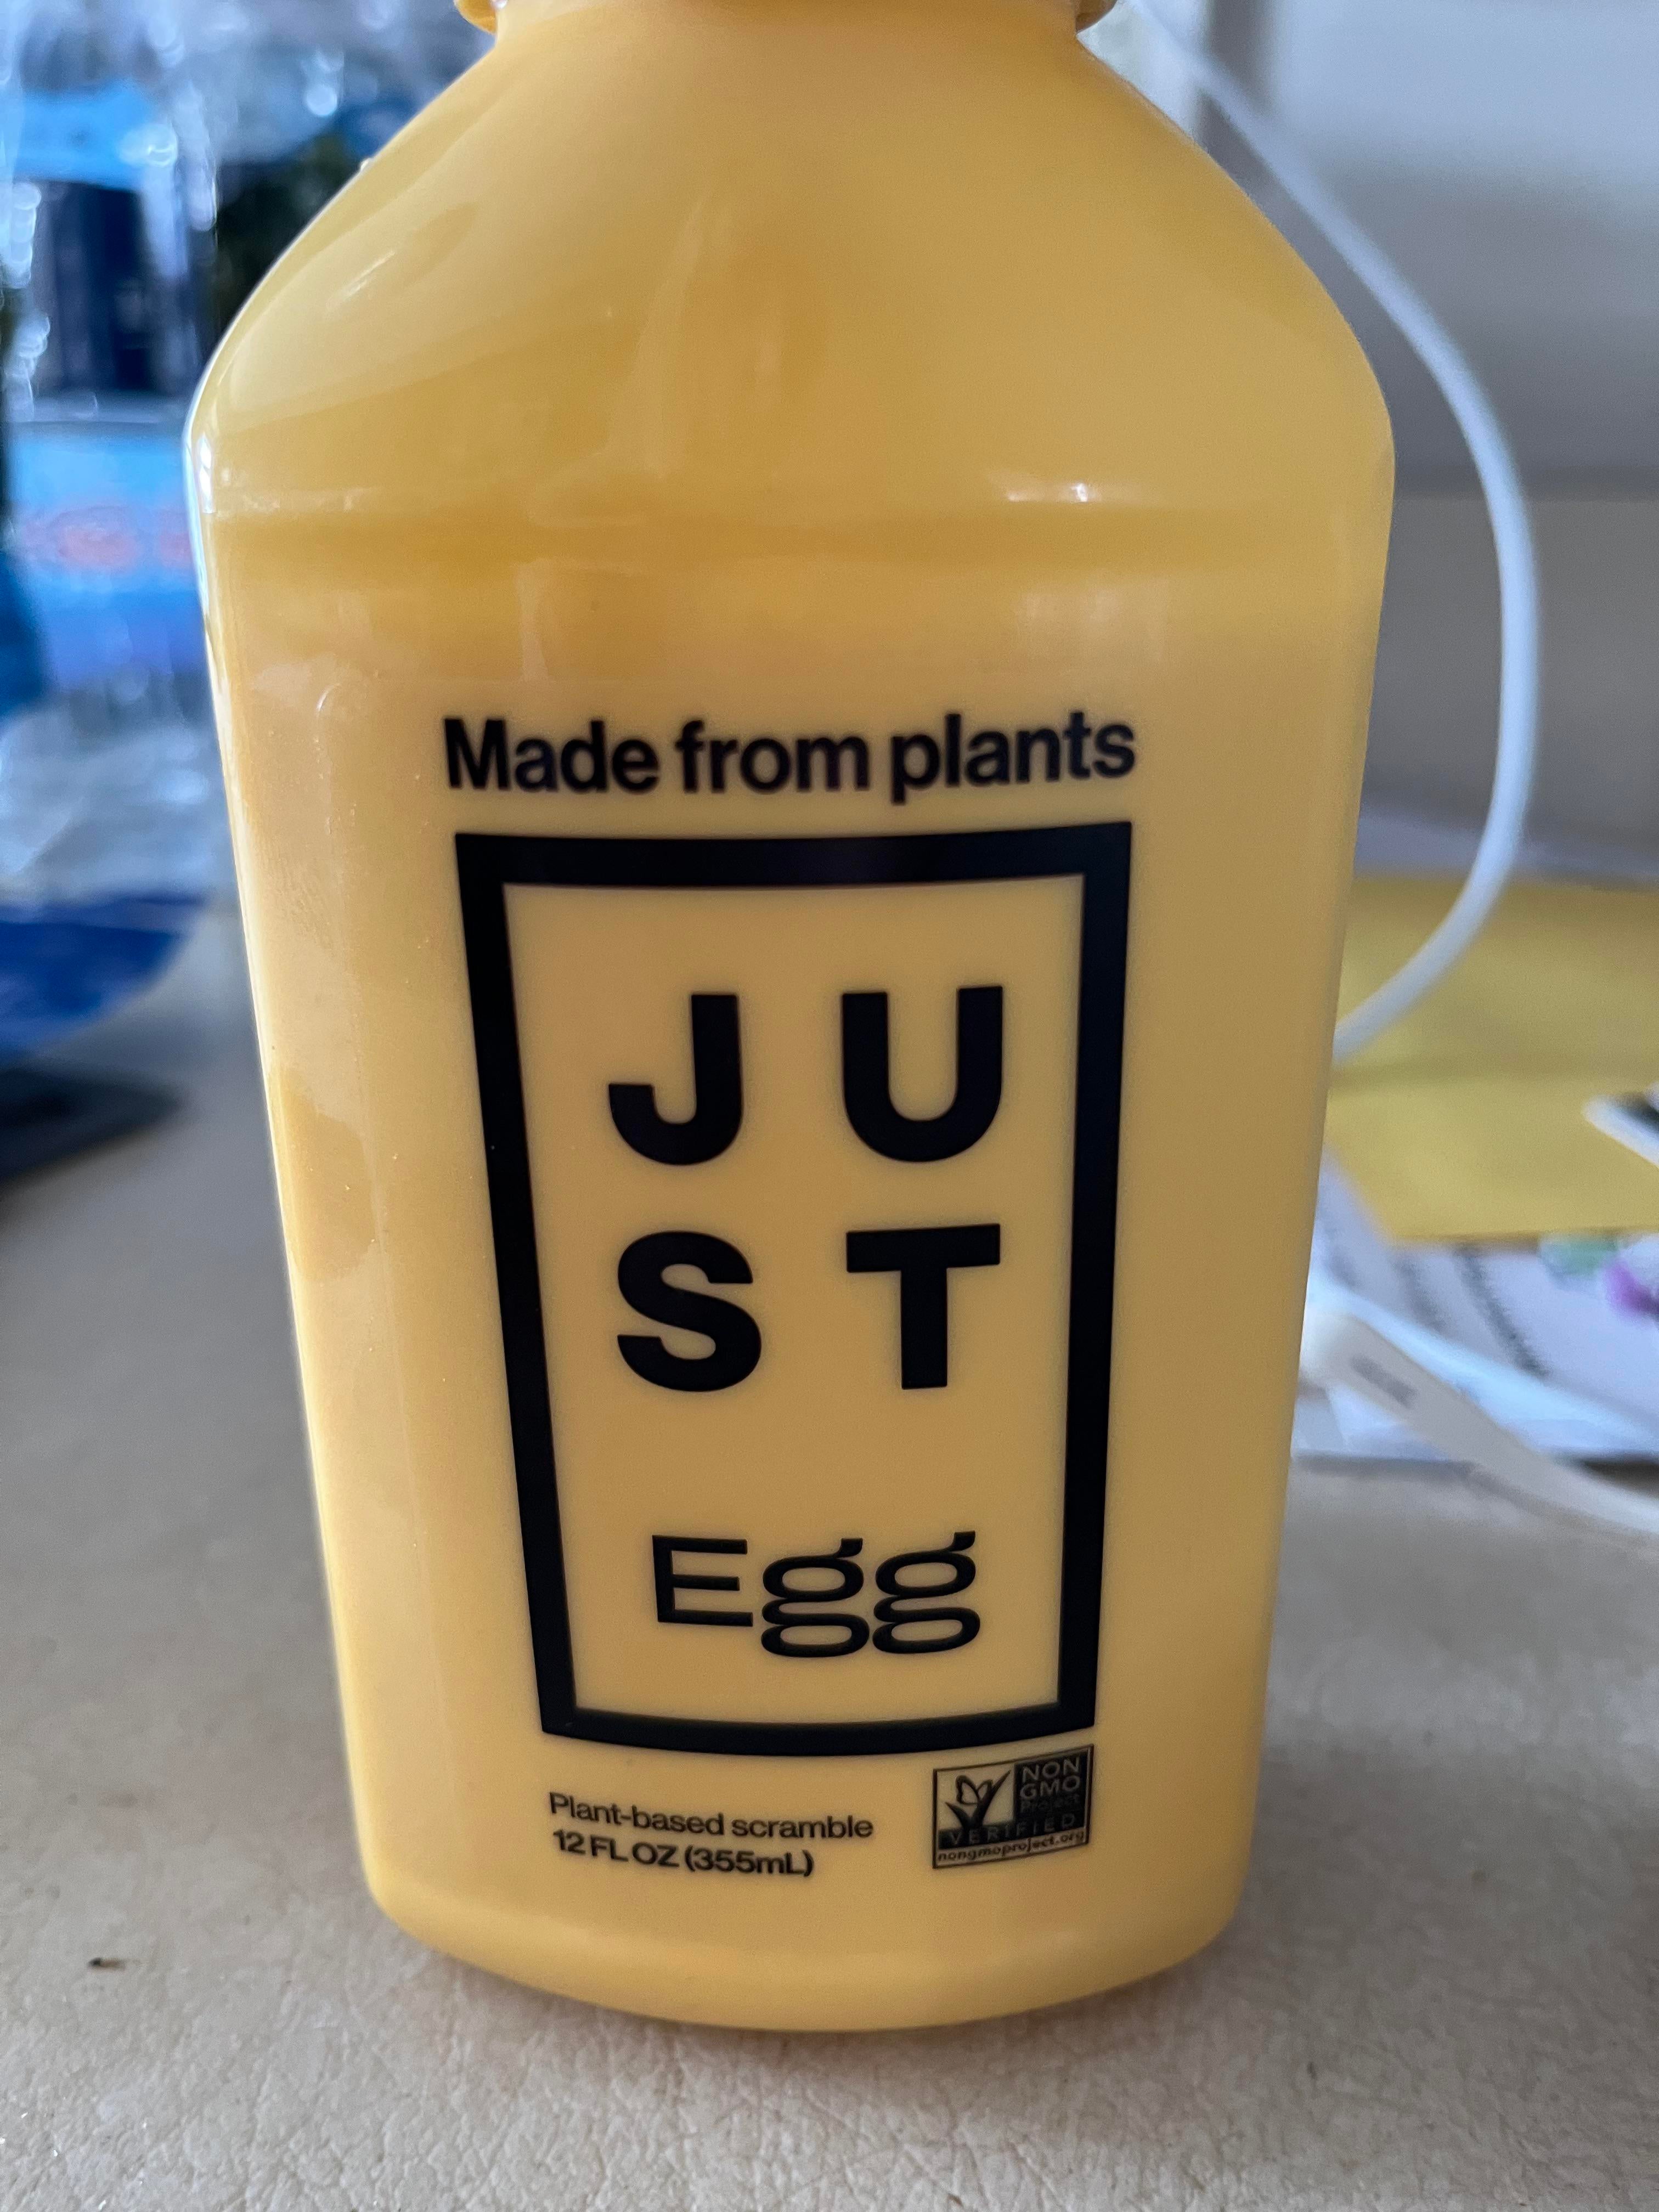 Made from plants
JU
ST
Egg
Plant-based scramble
12 FL OZ (355mL)
NON
GMO
Project
VERIFIED
nongmoproject.org